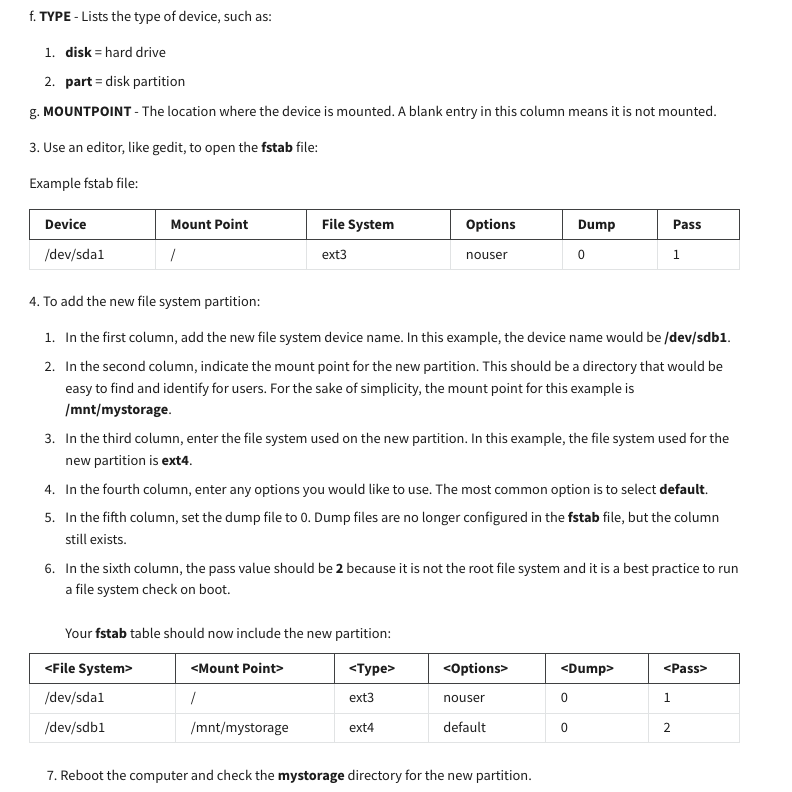 f. TYPE - Lists the type of device, such as:
1. disk = hard drive
2. part = disk partition
g. MOUNTPOINT - The location where the device is mounted. A blank entry in this column means it is not mounted.
3. Use an editor, like gedit, to open the fstab file:
Example fstab file:
Device Mount Point File System Options Dump Pass
/dev/sda1 / ext3 nouser 0 1
4. To add the new file system partition:
1. In the first column, add the new file system device name. In this example, the device name would be /dev/sdb1.
2. In the second column, indicate the mount point for the new partition. This should be a directory that would be
easy to find and identify for users. For the sake of simplicity, the mount point for this example is
/mnt/mystorage.
3. In the third column, enter the file system used on the new partition. In this example, the file system used for the
new partition is ext4.
4. In the fourth column, enter any options you would like to use. The most common option is to select default.
5. In the fifth column, set the dump file to 0. Dump files are no longer configured in the fstab file, but the column
still exists.
6. In the sixth column, the pass value should be 2 because it is not the root file system and it is a best practice to run
a file system check on boot.
Your fstab table should now include the new partition:
<File System> <Mount Point> <Type> <Options> <Dump> <Pass>
/dev/sda1 / ext3 nouser 0 1
/dev/sdb1 /mnt/mystorage ext4 default 0 2
7. Reboot the computer and check the mystorage directory for the new partition.